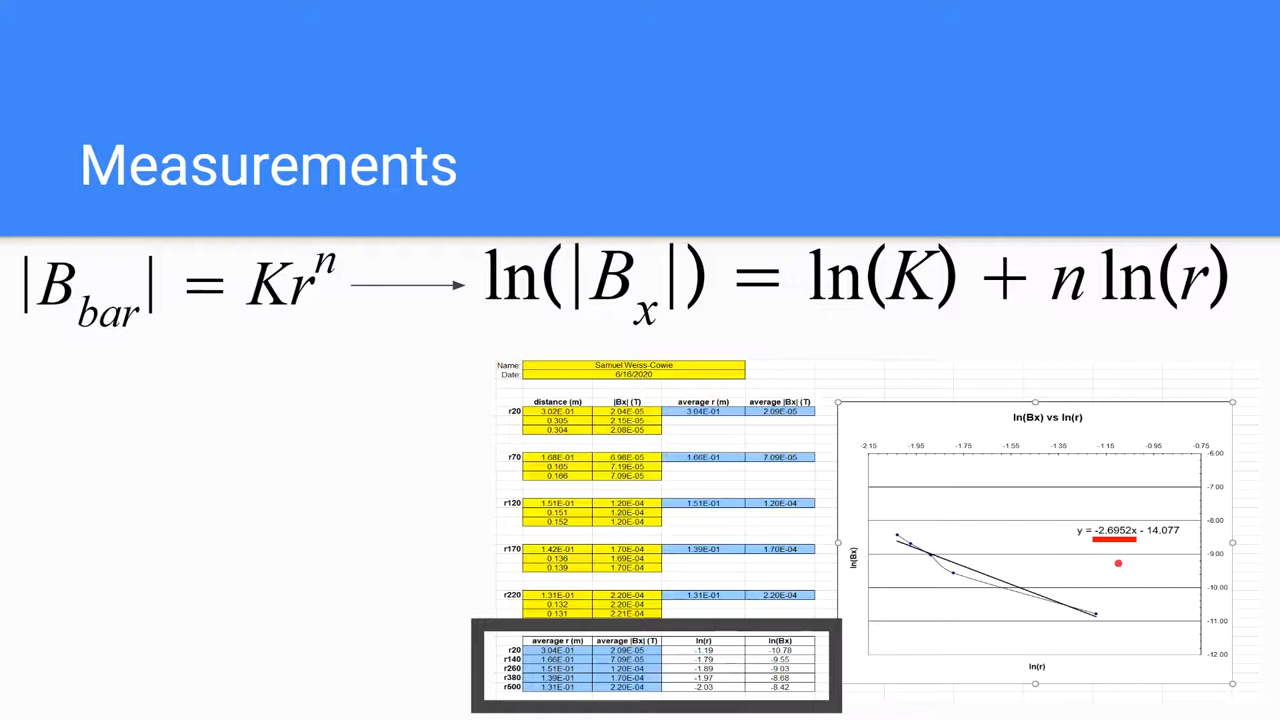 Measurements
|B_bar| = Kr^n ln(|B_x|) = ln(K) + n ln(r)
Name: Samuel Weiss-Cowie
Date: 6/16/2020
distance (m) |Bx| (T) average r (m) average |Bx| (T)
r20 3.02E-01 2.04E-05 3.04E-01 2.09E-05
0.305 2.15E-05
0.304 2.08E-05
r70 1.68E-01 6.98E-05 1.66E-01 7.09E-05
0.165 7.19E-05
0.166 7.09E-05
r120 1.51E-01 1.20E-04 1.51E-01 1.20E-04
0.151 1.20E-04
0.152 1.20E-04
r170 1.42E-01 1.70E-04 1.39E-01 1.70E-04
0.136 1.69E-04
0.139 1.70E-04
r220 1.31E-01 2.20E-04 1.31E-01 2.20E-04
0.132 2.20E-04
0.131 2.21E-04
average r (m) average |Bx| (T) ln(r) ln(Bx)
r20 3.04E-01 2.09E-05 -1.19 -10.78
r140 1.66E-01 7.09E-05 -1.79 -9.55
r260 1.51E-01 1.20E-04 -1.89 -9.03
r380 1.39E-01 1.70E-04 -1.97 -8.68
r500 1.31E-01 2.20E-04 -2.03 -8.42
ln(Bx) vs ln(r)
-2.15 -1.95 -1.75 -1.55 -1.35 -1.15 -0.95 -0.75
-6.00
-7.00
-8.00
y = -2.6952x - 14.077
-9.00
ln(Bx)
-10.00
-11.00
-12.00
ln(r)